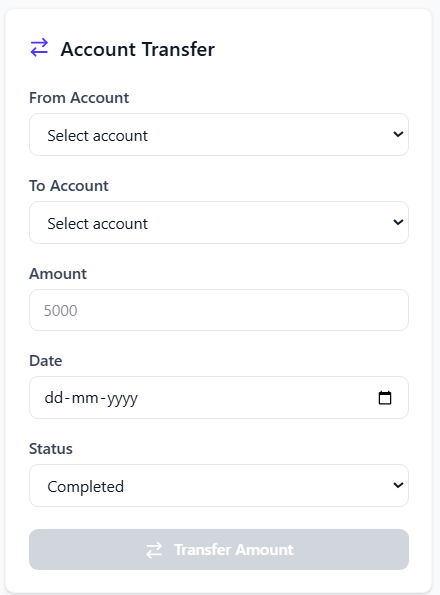 Account Transfer
From Account
Select account
To Account
Select account
Amount
5000
Date
dd-mm-yyyy
Status
Completed
Transfer Amount